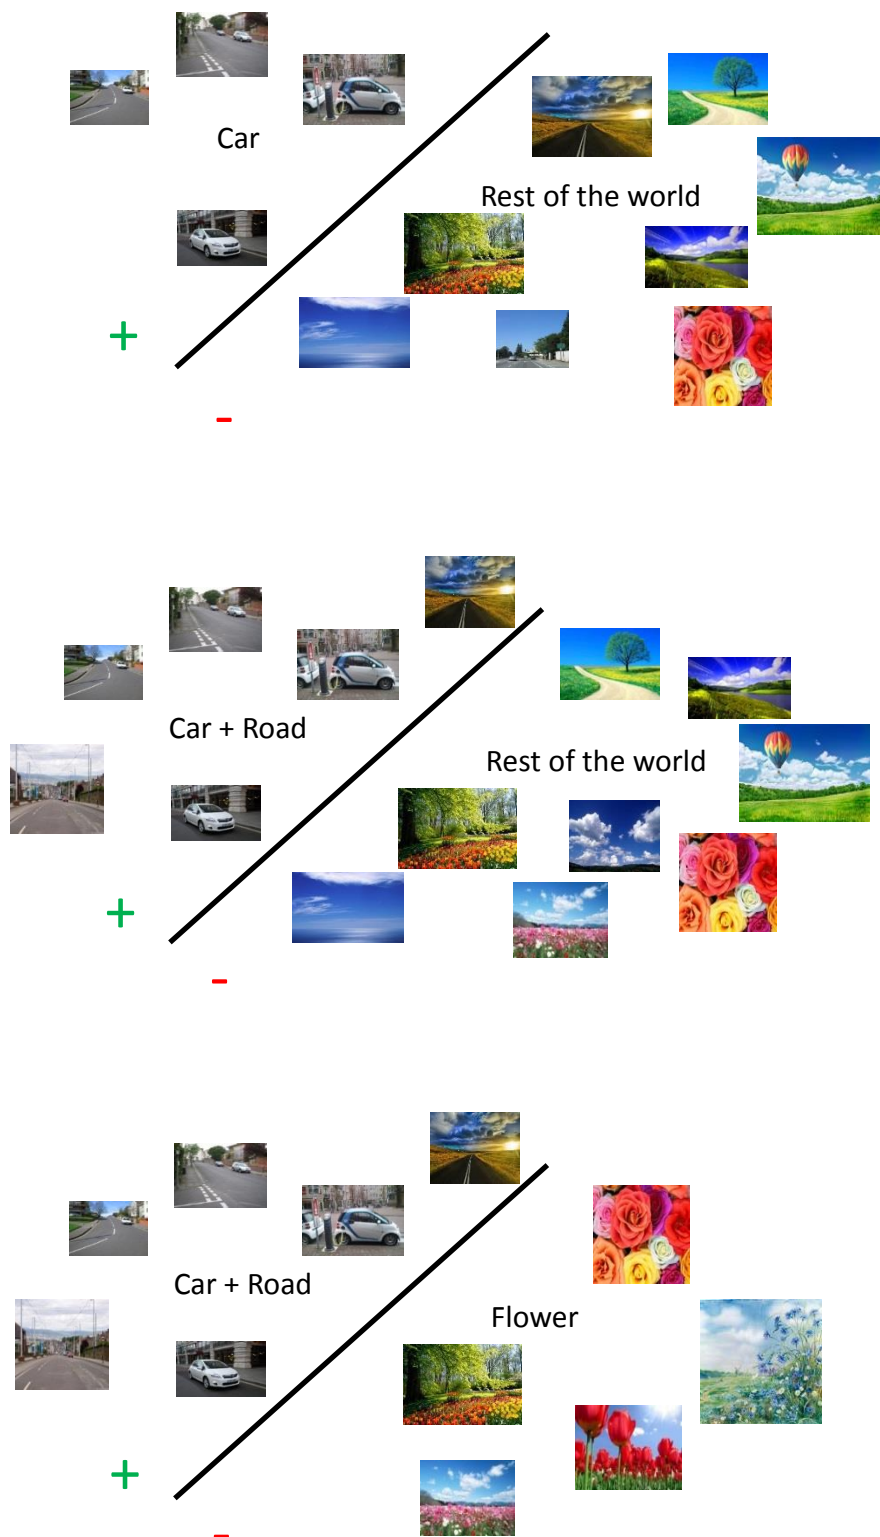 Car
Rest of the world
+
-
Car + Road
Rest of the world
+
-
Car + Road
Flower
+
-